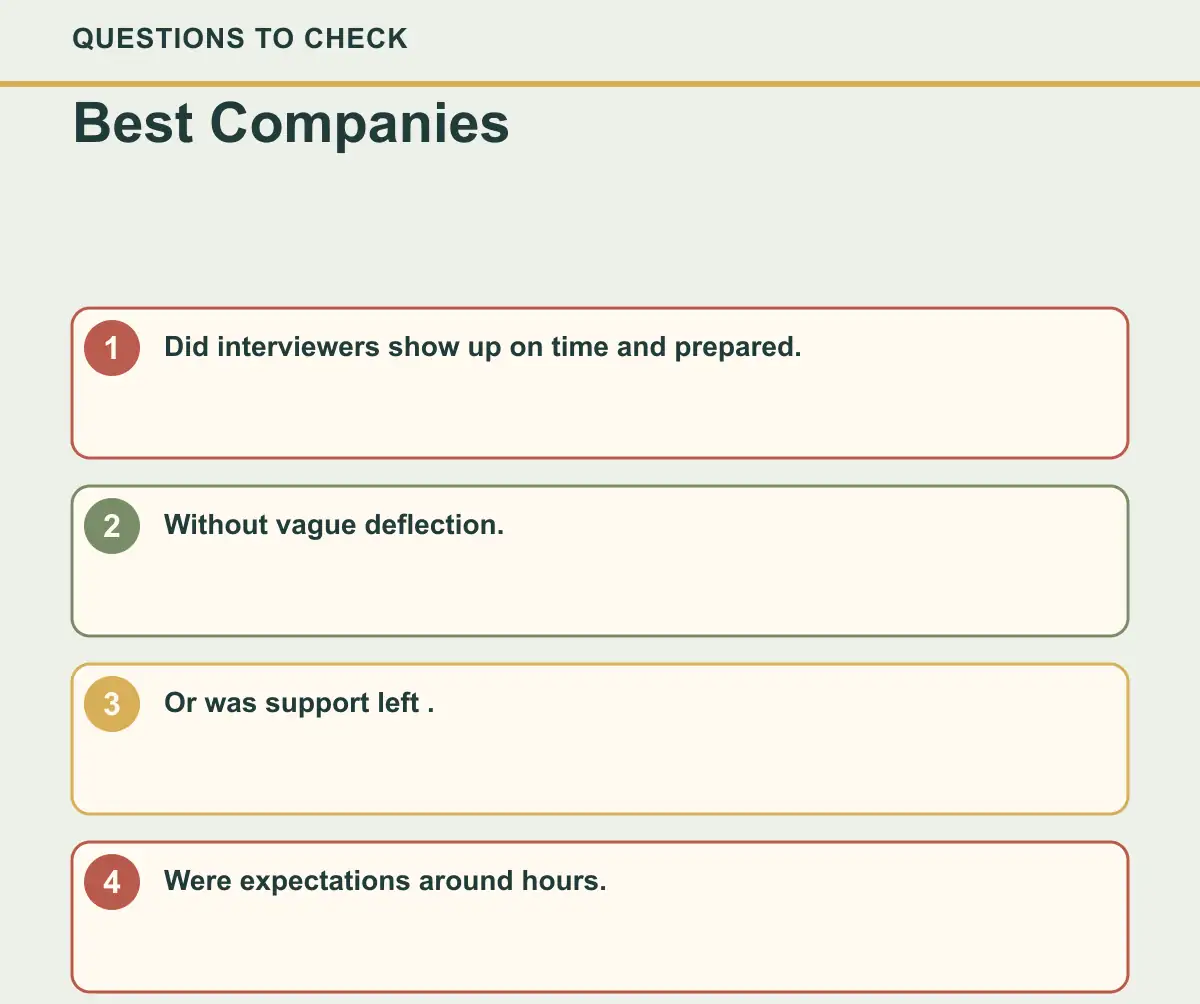 QUESTIONS TO CHECK
Best Companies
1 Did interviewers show up on time and prepared.
2 Without vague deflection.
3 Or was support left .
4 Were expectations around hours.